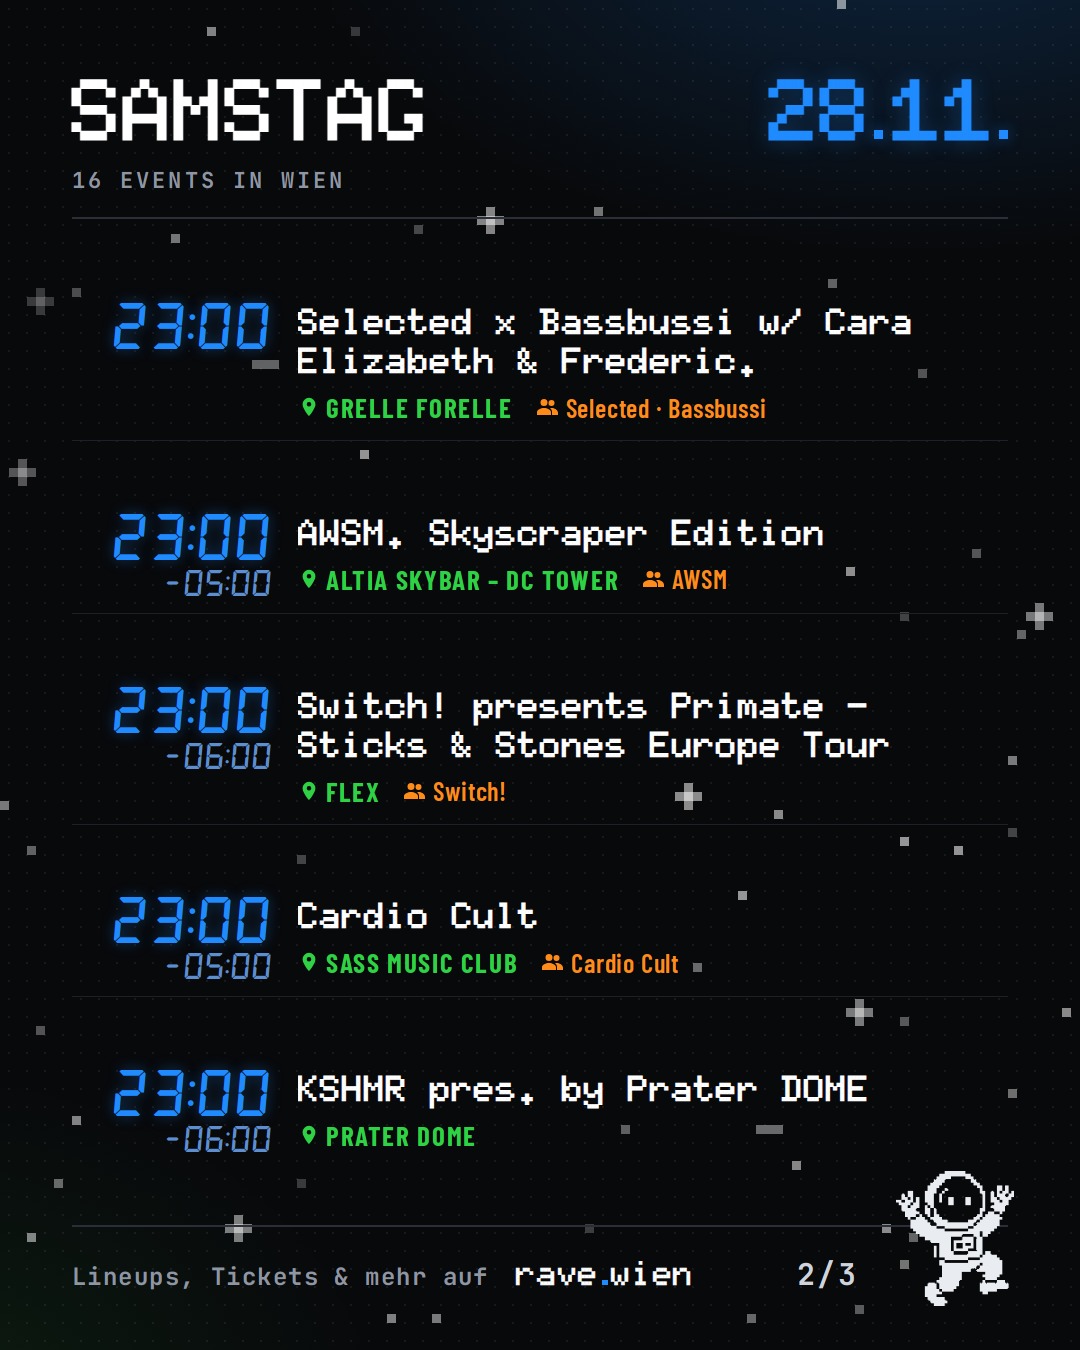 SAMSTAG 28.11.
16 EVENTS IN WIEN
23:00 Selected x Bassbussi w/ Cara
Elizabeth & Frederic.
GRELLE FORELLE Selected · Bassbussi
23:00 AWSM. Skyscraper Edition
-05:00 ALTIA SKYBAR - DC TOWER AWSM
23:00 Switch! presents Primate -
-06:00 Sticks & Stones Europe Tour
FLEX Switch!
23:00 Cardio Cult
-05:00 SASS MUSIC CLUB Cardio Cult
23:00 KSHMR pres. by Prater DOME
-06:00 PRATER DOME
Lineups, Tickets & mehr auf rave.wien 2/3